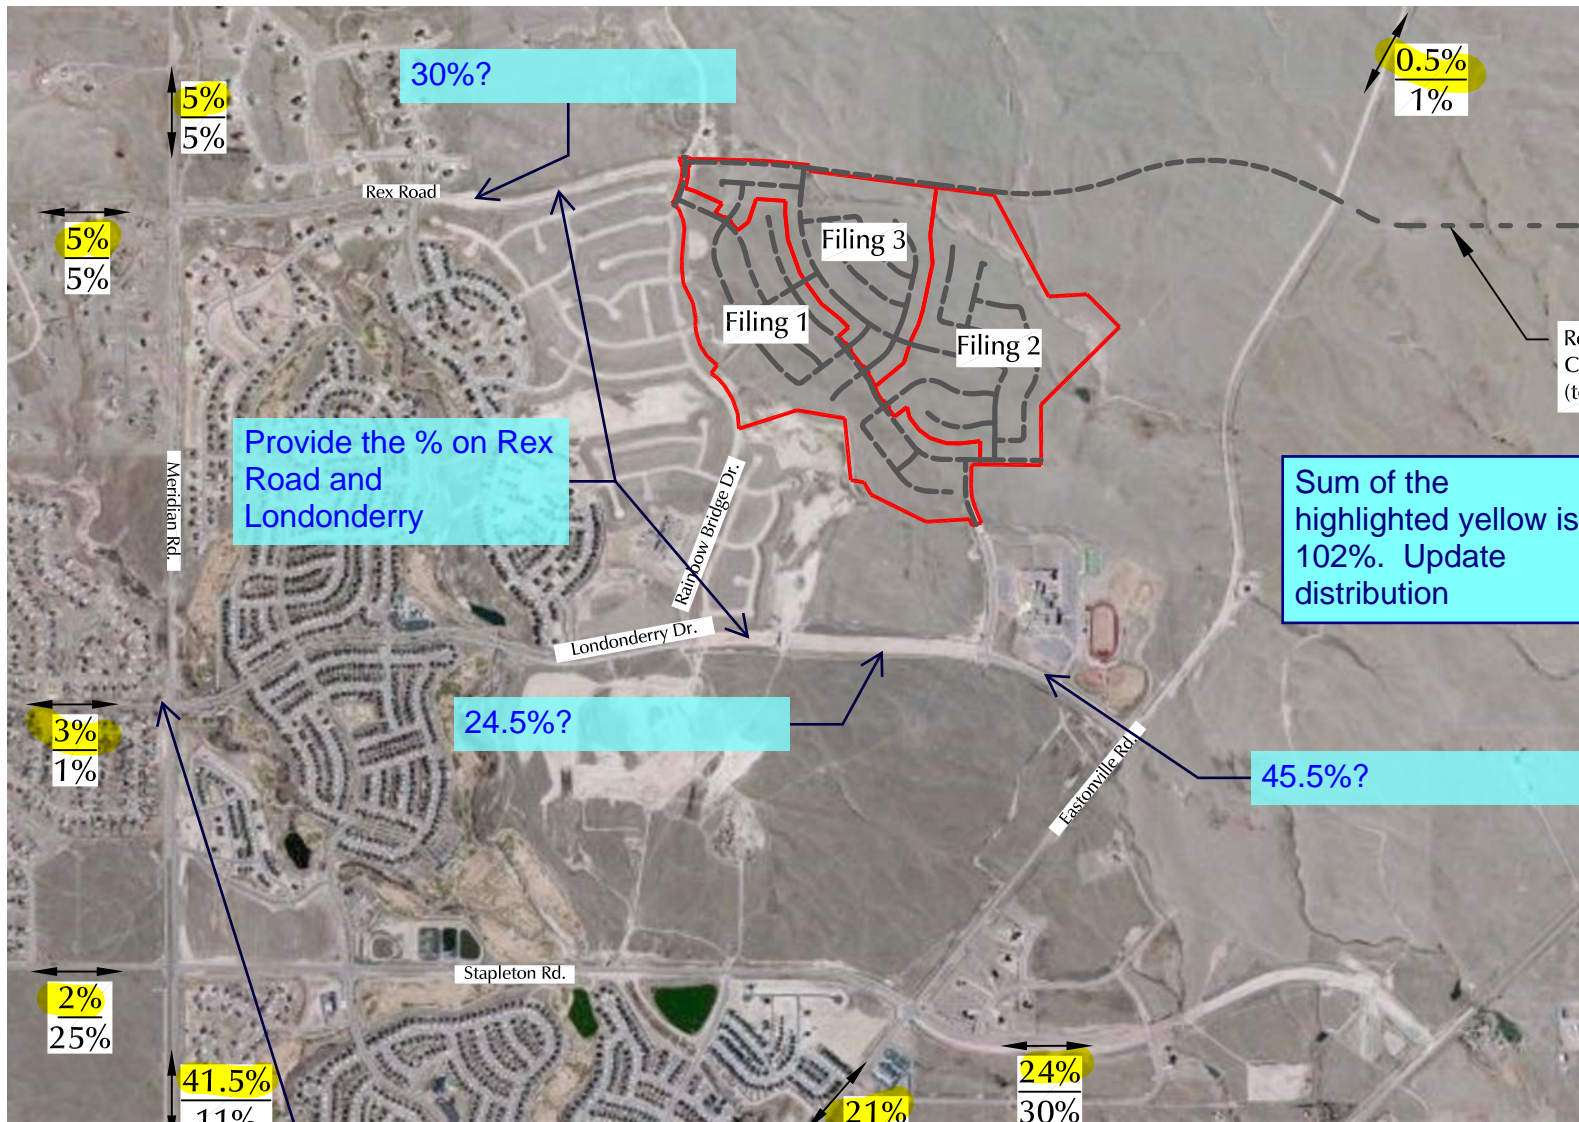 30%?
0.5%
1%
5%
5%
Rex Road
5%
5%
Filing 3
Filing 1
Filing 2
Provide the % on Rex
Road and
Londonderry
Meridian Rd.
Rainbow Bridge Dr.
Sum of the
highlighted yellow is
102%. Update
distribution
Londonderry Dr.
3%
1%
24.5%?
45.5%?
Eastonville Rd.
Stapleton Rd.
2%
25%
41.5%
11%
21%
24%
30%